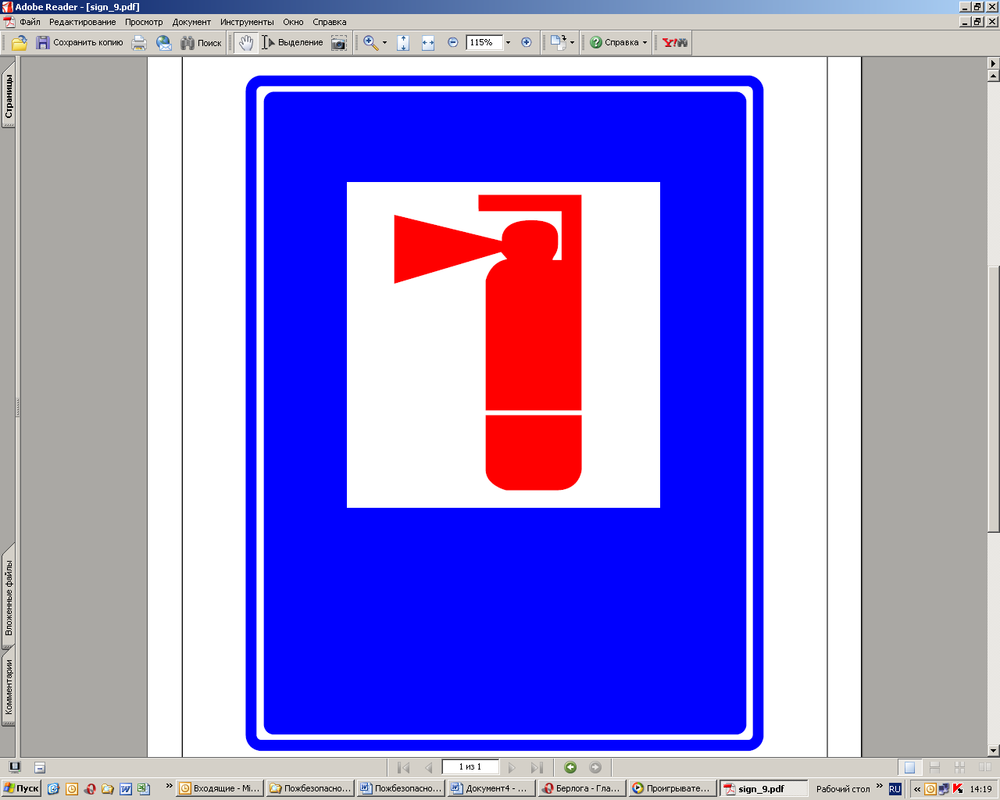 Adobe Reader - [sign_9.pdf]
Файл Редактирование Просмотр Документ Инструменты Окно Справка
Сохранить копию Поиск Выделение 115% Справка Y!
Страницы
Вложенные файлы
Комментарии
1 из 1
Пуск » Входящие - Mi... Пожбезопасно... Пожбезопасно... Документ4 - ... Берлога - Гла... Проигрывате... sign_9.pdf Рабочий стол » RU « 14:19